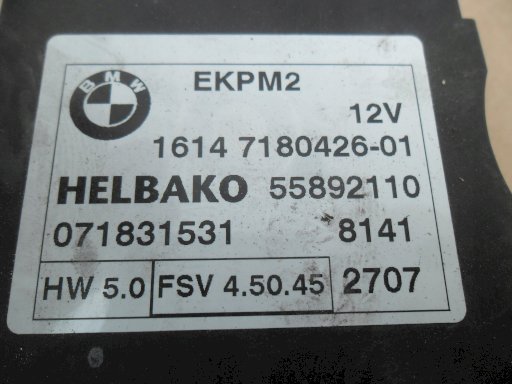 BMW
EKPM2
12V
1614 7180426-01
HELBAKO 55892110
071831531 8141
HW 5.0 FSV 4.50.45 2707